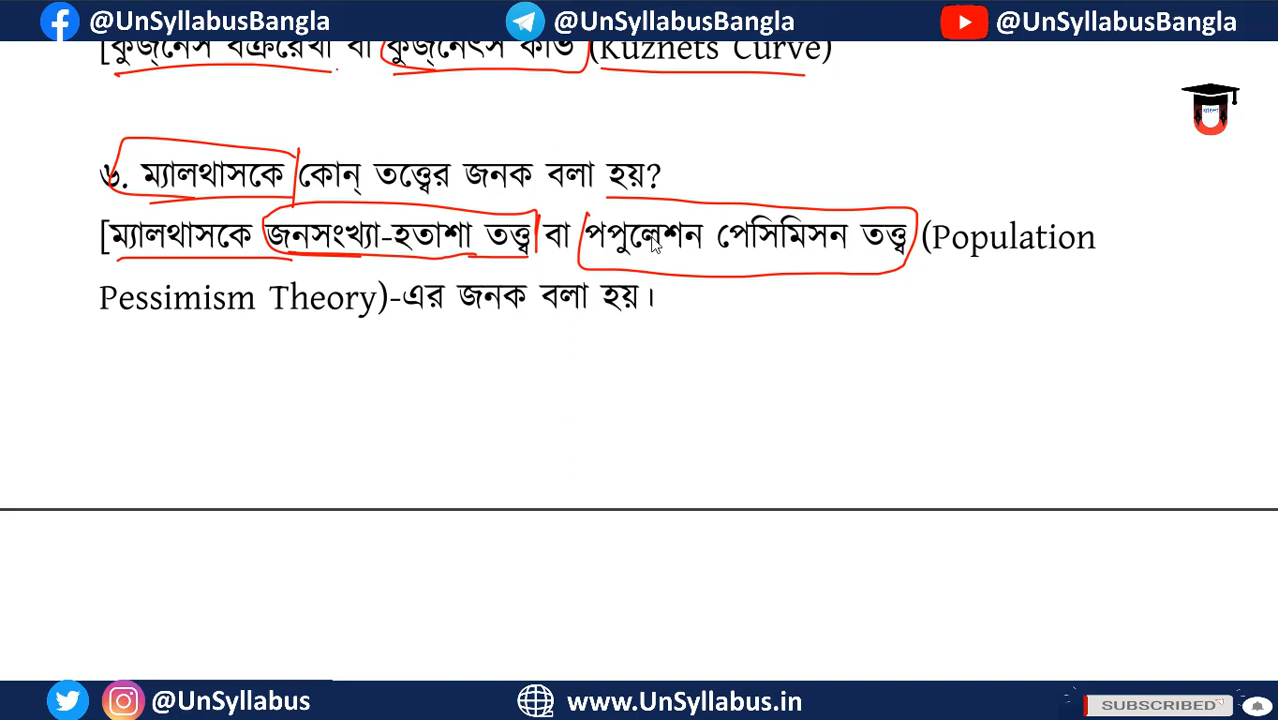 @UnSyllabusBangla @UnSyllabusBangla @UnSyllabusBangla
[কুজ্‌নেস বক্ররেখা বা কুজ্‌নেৎস কার্ভ (Kuznets Curve)
৬. ম্যালথাসকে কোন্ তত্ত্বের জনক বলা হয়?
[ম্যালথাসকে জনসংখ্যা-হতাশা তত্ত্ব বা পপুলেশন পেসিমিসন তত্ত্ব (Population
Pessimism Theory)-এর জনক বলা হয়।
@UnSyllabus www.UnSyllabus.in SUBSCRIBED